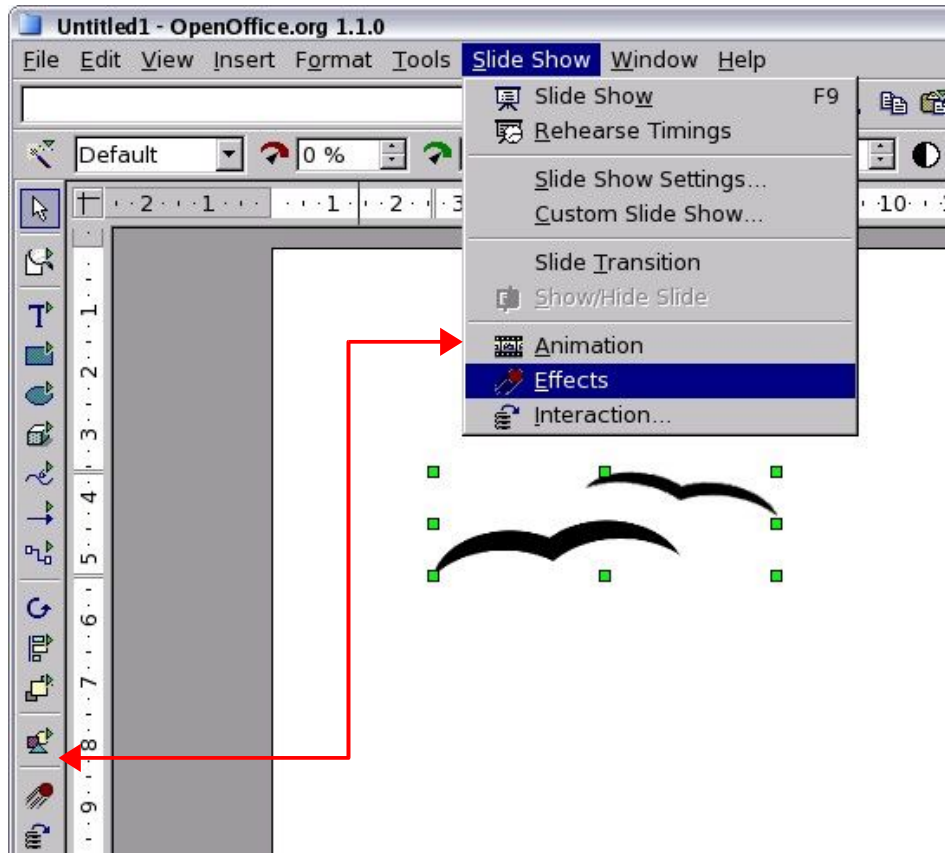 Untitled1 - OpenOffice.org 1.1.0
File Edit View Insert Format Tools Slide Show Window Help
Slide Show F9
Rehearse Timings
Default 0 %
Slide Show Settings...
Custom Slide Show...
2 1 1 2 3 10
Slide Transition
Show/Hide Slide
Animation
Effects
Interaction...
1
2
3
4
5
6
7
8
9